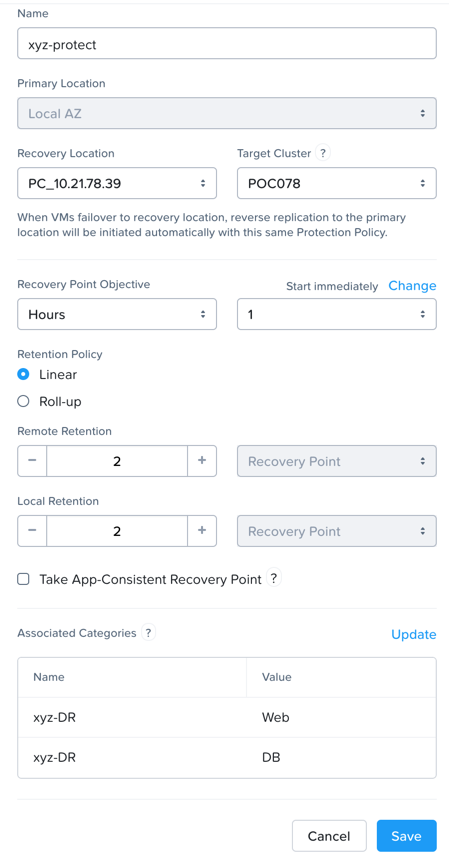 Name
xyz-protect
Primary Location
Local AZ
Recovery Location
Target Cluster ?
PC_10.21.78.39
POC078
When VMs failover to recovery location, reverse replication to the primary
location will be initiated automatically with this same Protection Policy.
Recovery Point Objective
Start immediately Change
Hours
1
Retention Policy
Linear
Roll-up
Remote Retention
− 2 +
Recovery Point
Local Retention
− 2 +
Recovery Point
Take App-Consistent Recovery Point ?
Associated Categories ?
Update
Name Value
xyz-DR Web
xyz-DR DB
Cancel Save